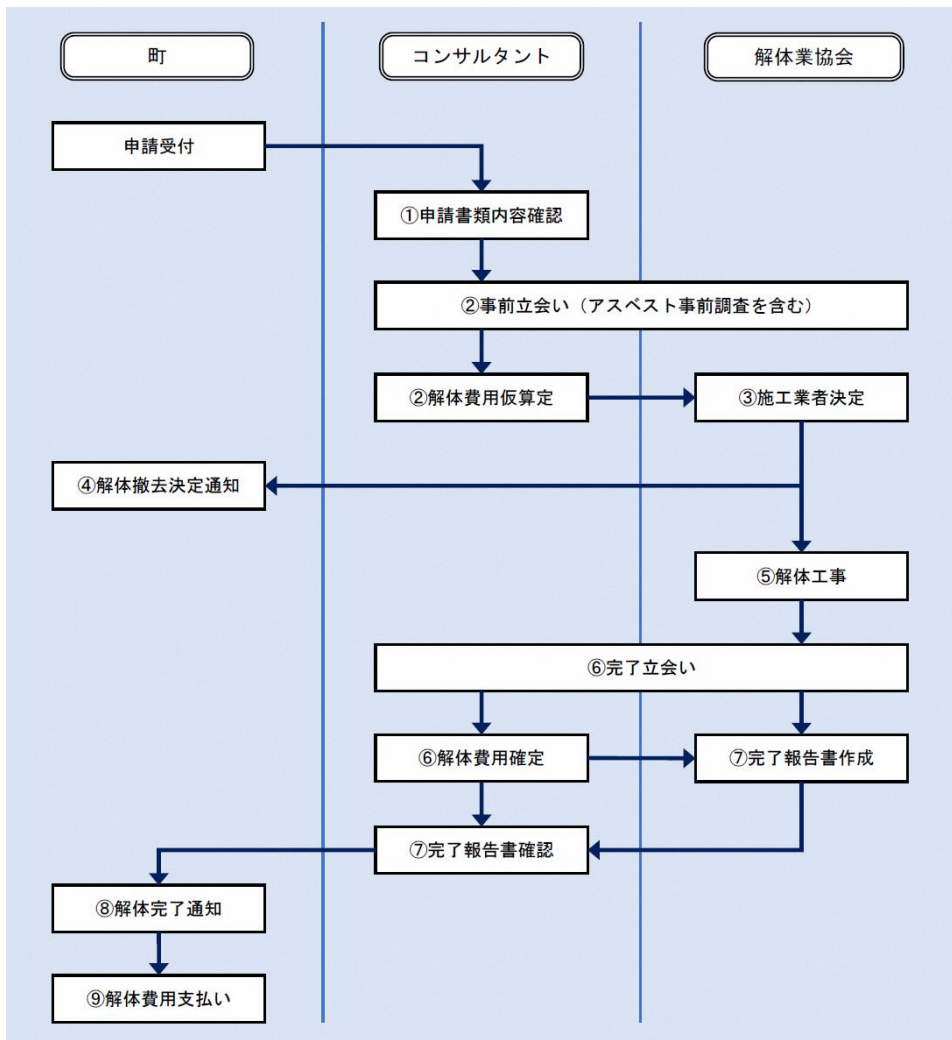 町
コンサルタント
解体業協会
申請受付
①申請書類内容確認
②事前立会い（アスベスト事前調査を含む）
②解体費用仮算定
③施工業者決定
④解体撤去決定通知
⑤解体工事
⑥完了立会い
⑥解体費用確定
⑦完了報告書作成
⑦完了報告書確認
⑧解体完了通知
⑨解体費用支払い